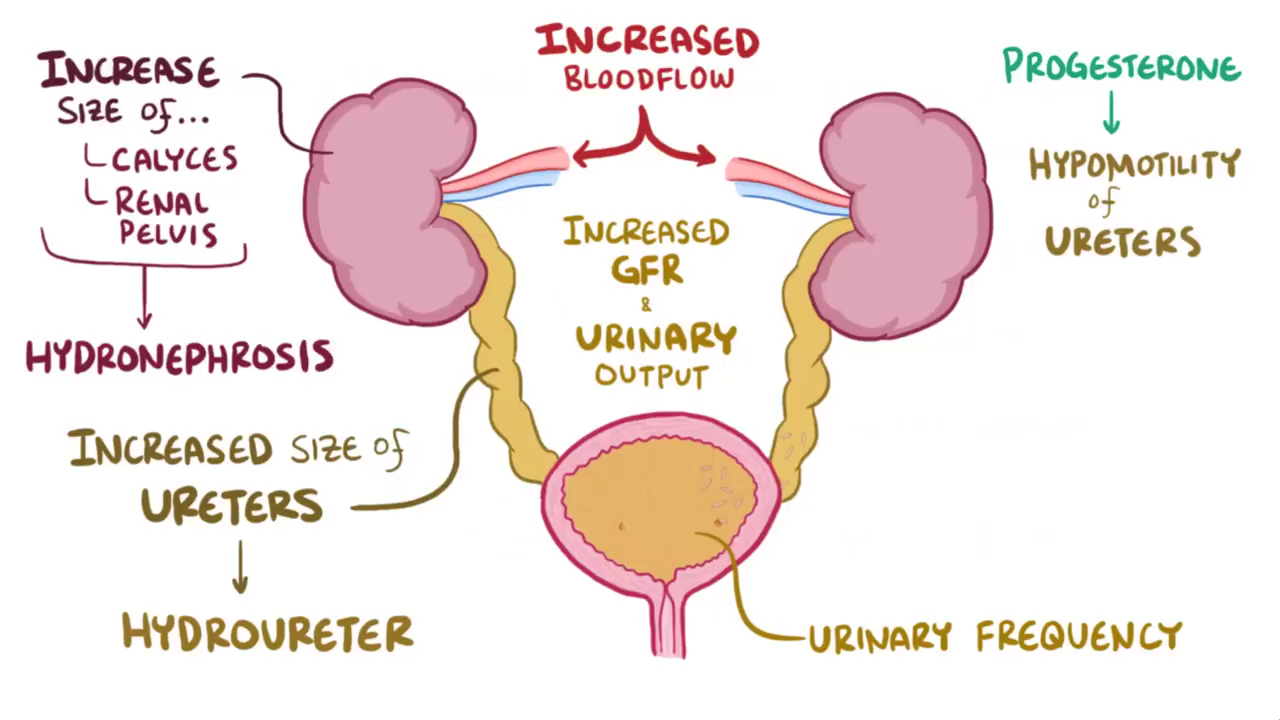 INCREASE
SIZE OF...
CALYCES
RENAL
PELVIS
HYDRONEPHROSIS
INCREASED SIZE OF
URETERS
HYDROURETER
INCREASED
BLOODFLOW
INCREASED
GFR
&
URINARY
OUTPUT
PROGESTERONE
HYPOMOTILITY
OF
URETERS
URINARY FREQUENCY